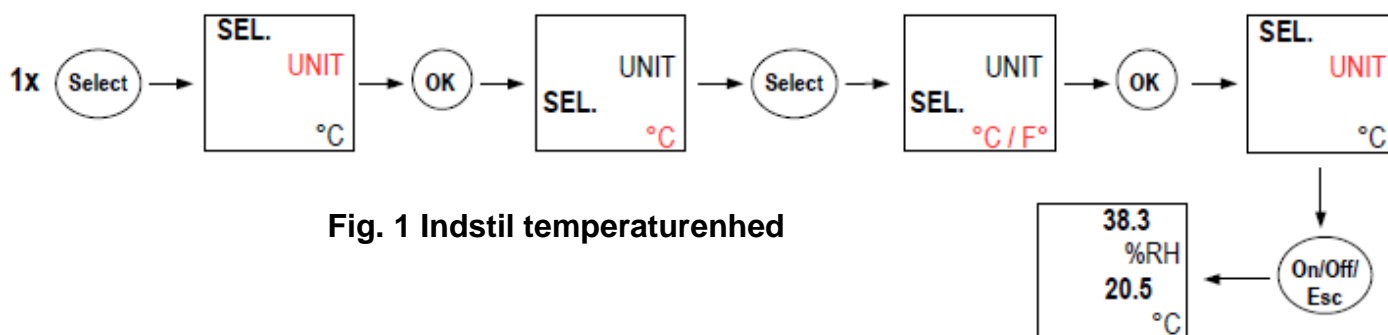 1x
Select
SEL.
UNIT
°C
OK
UNIT
SEL.
°C
Select
UNIT
SEL.
°C / F°
OK
SEL.
UNIT
°C
On/Off/
Esc
38.3
%RH
20.5
°C
Fig. 1 Indstil temperaturenhed